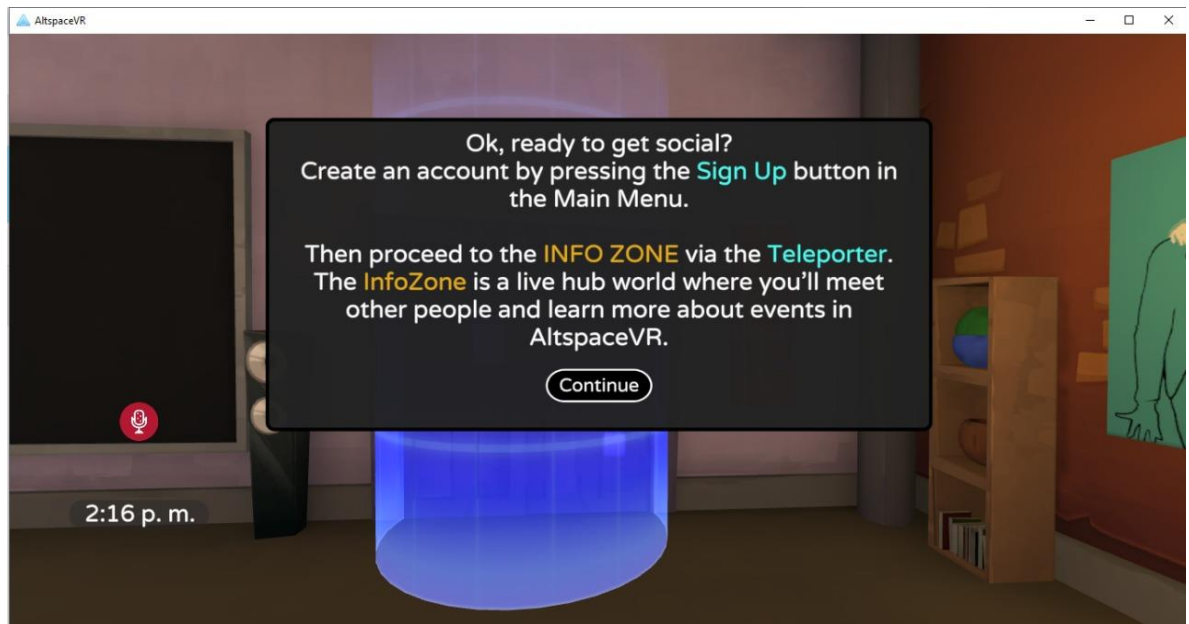 AltspaceVR
Ok, ready to get social?
Create an account by pressing the Sign Up button in
the Main Menu.
Then proceed to the INFO ZONE via the Teleporter.
The InfoZone is a live hub world where you'll meet
other people and learn more about events in
AltspaceVR.
Continue
2:16 p. m.